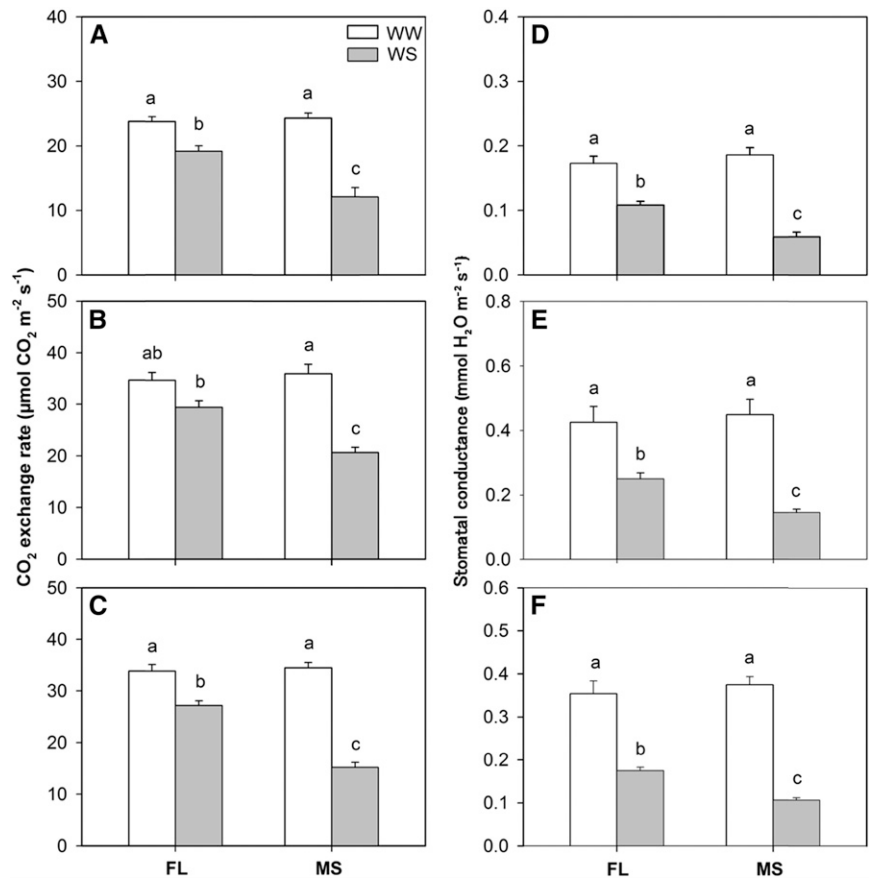 A
WW
WS
40
30
20
10
0
a
b
a
c
D
0.4
0.3
0.2
0.1
0.0
a
b
a
c
B
50
40
30
20
10
0
ab
b
a
c
E
0.8
0.6
0.4
0.2
0.0
a
b
a
c
C
50
40
30
20
10
0
a
b
a
c
F
0.6
0.5
0.4
0.3
0.2
0.1
0.0
a
b
a
c
CO₂ exchange rate (µmol CO₂ m⁻² s⁻¹)
Stomatal conductance (mmol H₂O m⁻² s⁻¹)
FL MS
FL MS